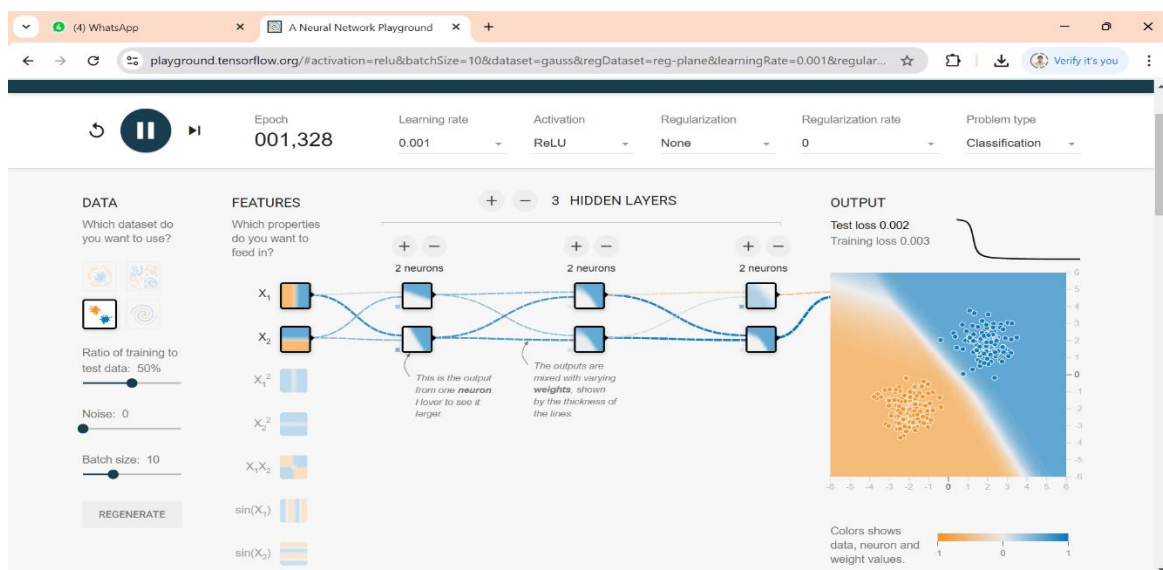 (4) WhatsApp
A Neural Network Playground
playground.tensorflow.org/#activation=relu&batchSize=10&dataset=gauss&regDataset=reg-plane&learningRate=0.001&regular...
Verify it's you
Epoch
001,328
Learning rate
0.001
Activation
ReLU
Regularization
None
Regularization rate
0
Problem type
Classification
DATA
Which dataset do
you want to use?
Ratio of training to
test data: 50%
Noise: 0
Batch size: 10
REGENERATE
FEATURES
Which properties
do you want to
feed in?
X₁
X₂
X₁²
X₂²
X₁X₂
sin(X₁)
sin(X₂)
+ − 3 HIDDEN LAYERS
+ −
2 neurons
+ −
2 neurons
+ −
2 neurons
This is the output
from one neuron.
Hover to see it
larger.
The outputs are
mixed with varying
weights, shown
by the thickness of
the lines.
OUTPUT
Test loss 0.002
Training loss 0.003
6
5
4
3
2
1
0
-1
-2
-3
-4
-5
-6
-6 -5 -4 -3 -2 -1 0 1 2 3 4 5 6
Colors shows
data, neuron and
weight values.
-1 0 1